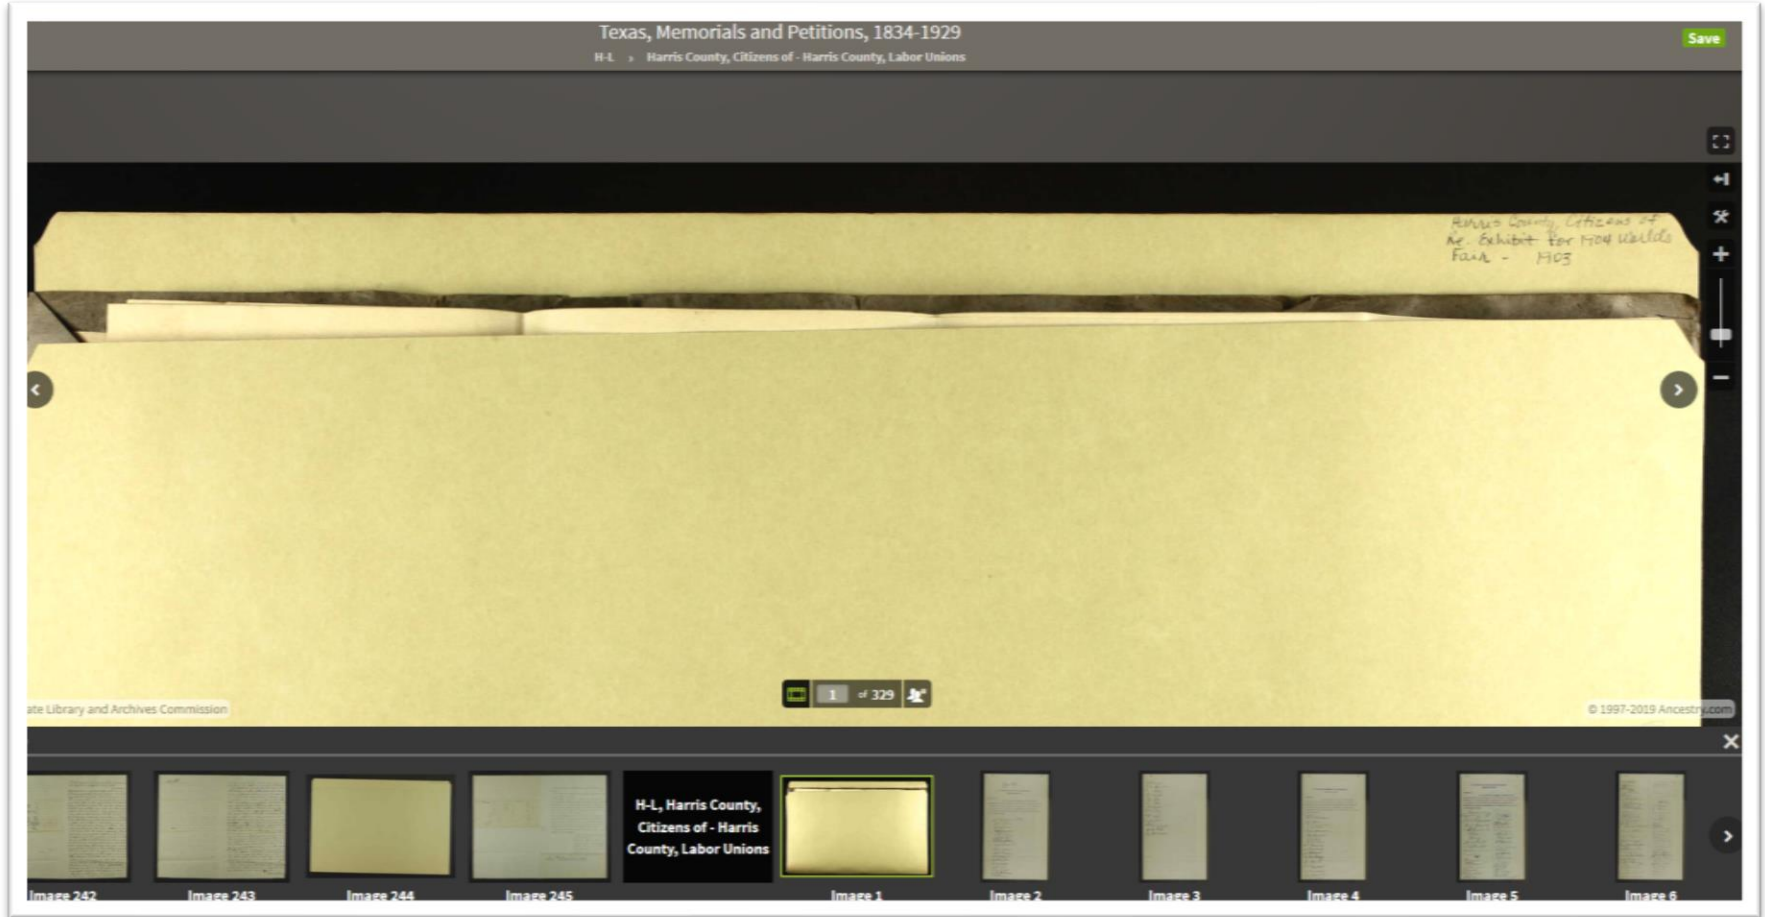 Texas, Memorials and Petitions, 1834-1929
Save
H-L > Harris County, Citizens of - Harris County, Labor Unions
Harris County, Citizens of
Re. Exhibit for 1904 World's
Fair - 1903
1 of 329
ate Library and Archives Commission
© 1997-2019 Ancestry.com
H-L, Harris County,
Citizens of - Harris
County, Labor Unions
Image 242
Image 243
Image 244
Image 245
Image 1
Image 2
Image 3
Image 4
Image 5
Image 6